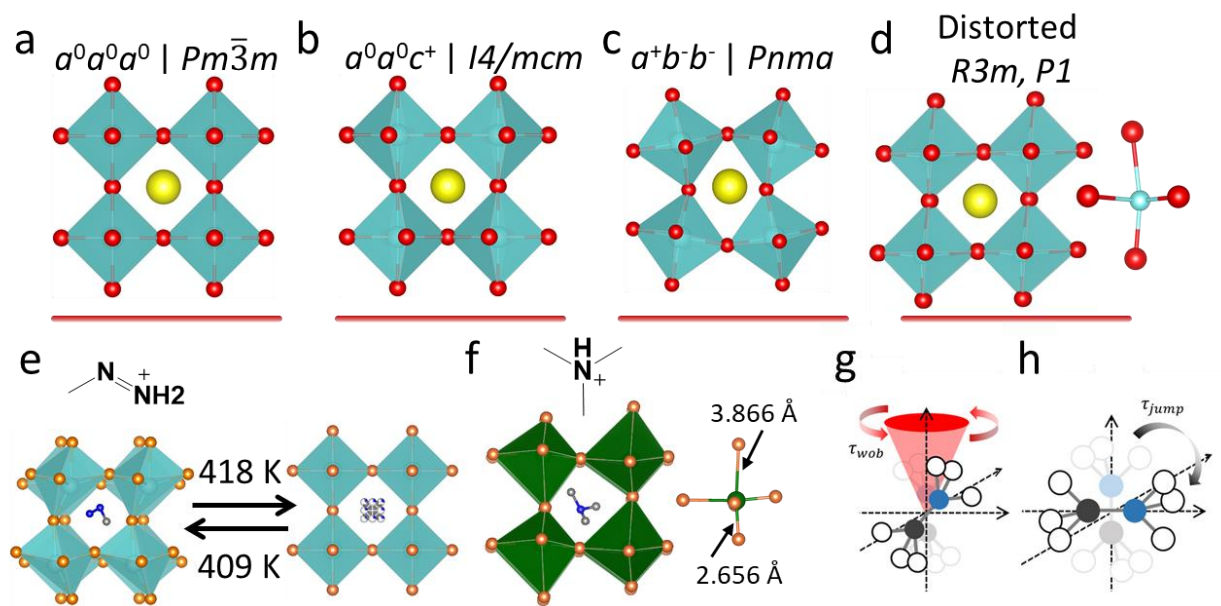 a
a⁰a⁰a⁰ | Pm3̅m
b
a⁰a⁰c⁺ | I4/mcm
c
a⁺b⁻b⁻ | Pnma
d
Distorted
R3m, P1
e
N
+
NH2
418 K
409 K
f
H
N
+
3.866 Å
2.656 Å
g
τwob
h
τjump